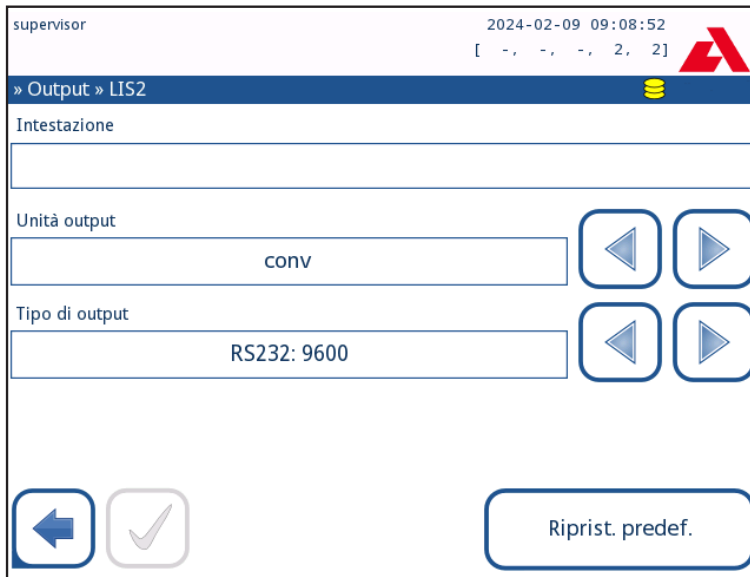 supervisor
2024-02-09 09:08:52
[ -, -, -, 2, 2]
» Output » LIS2
Intestazione
Unità output
conv
Tipo di output
RS232: 9600
Riprist. predef.